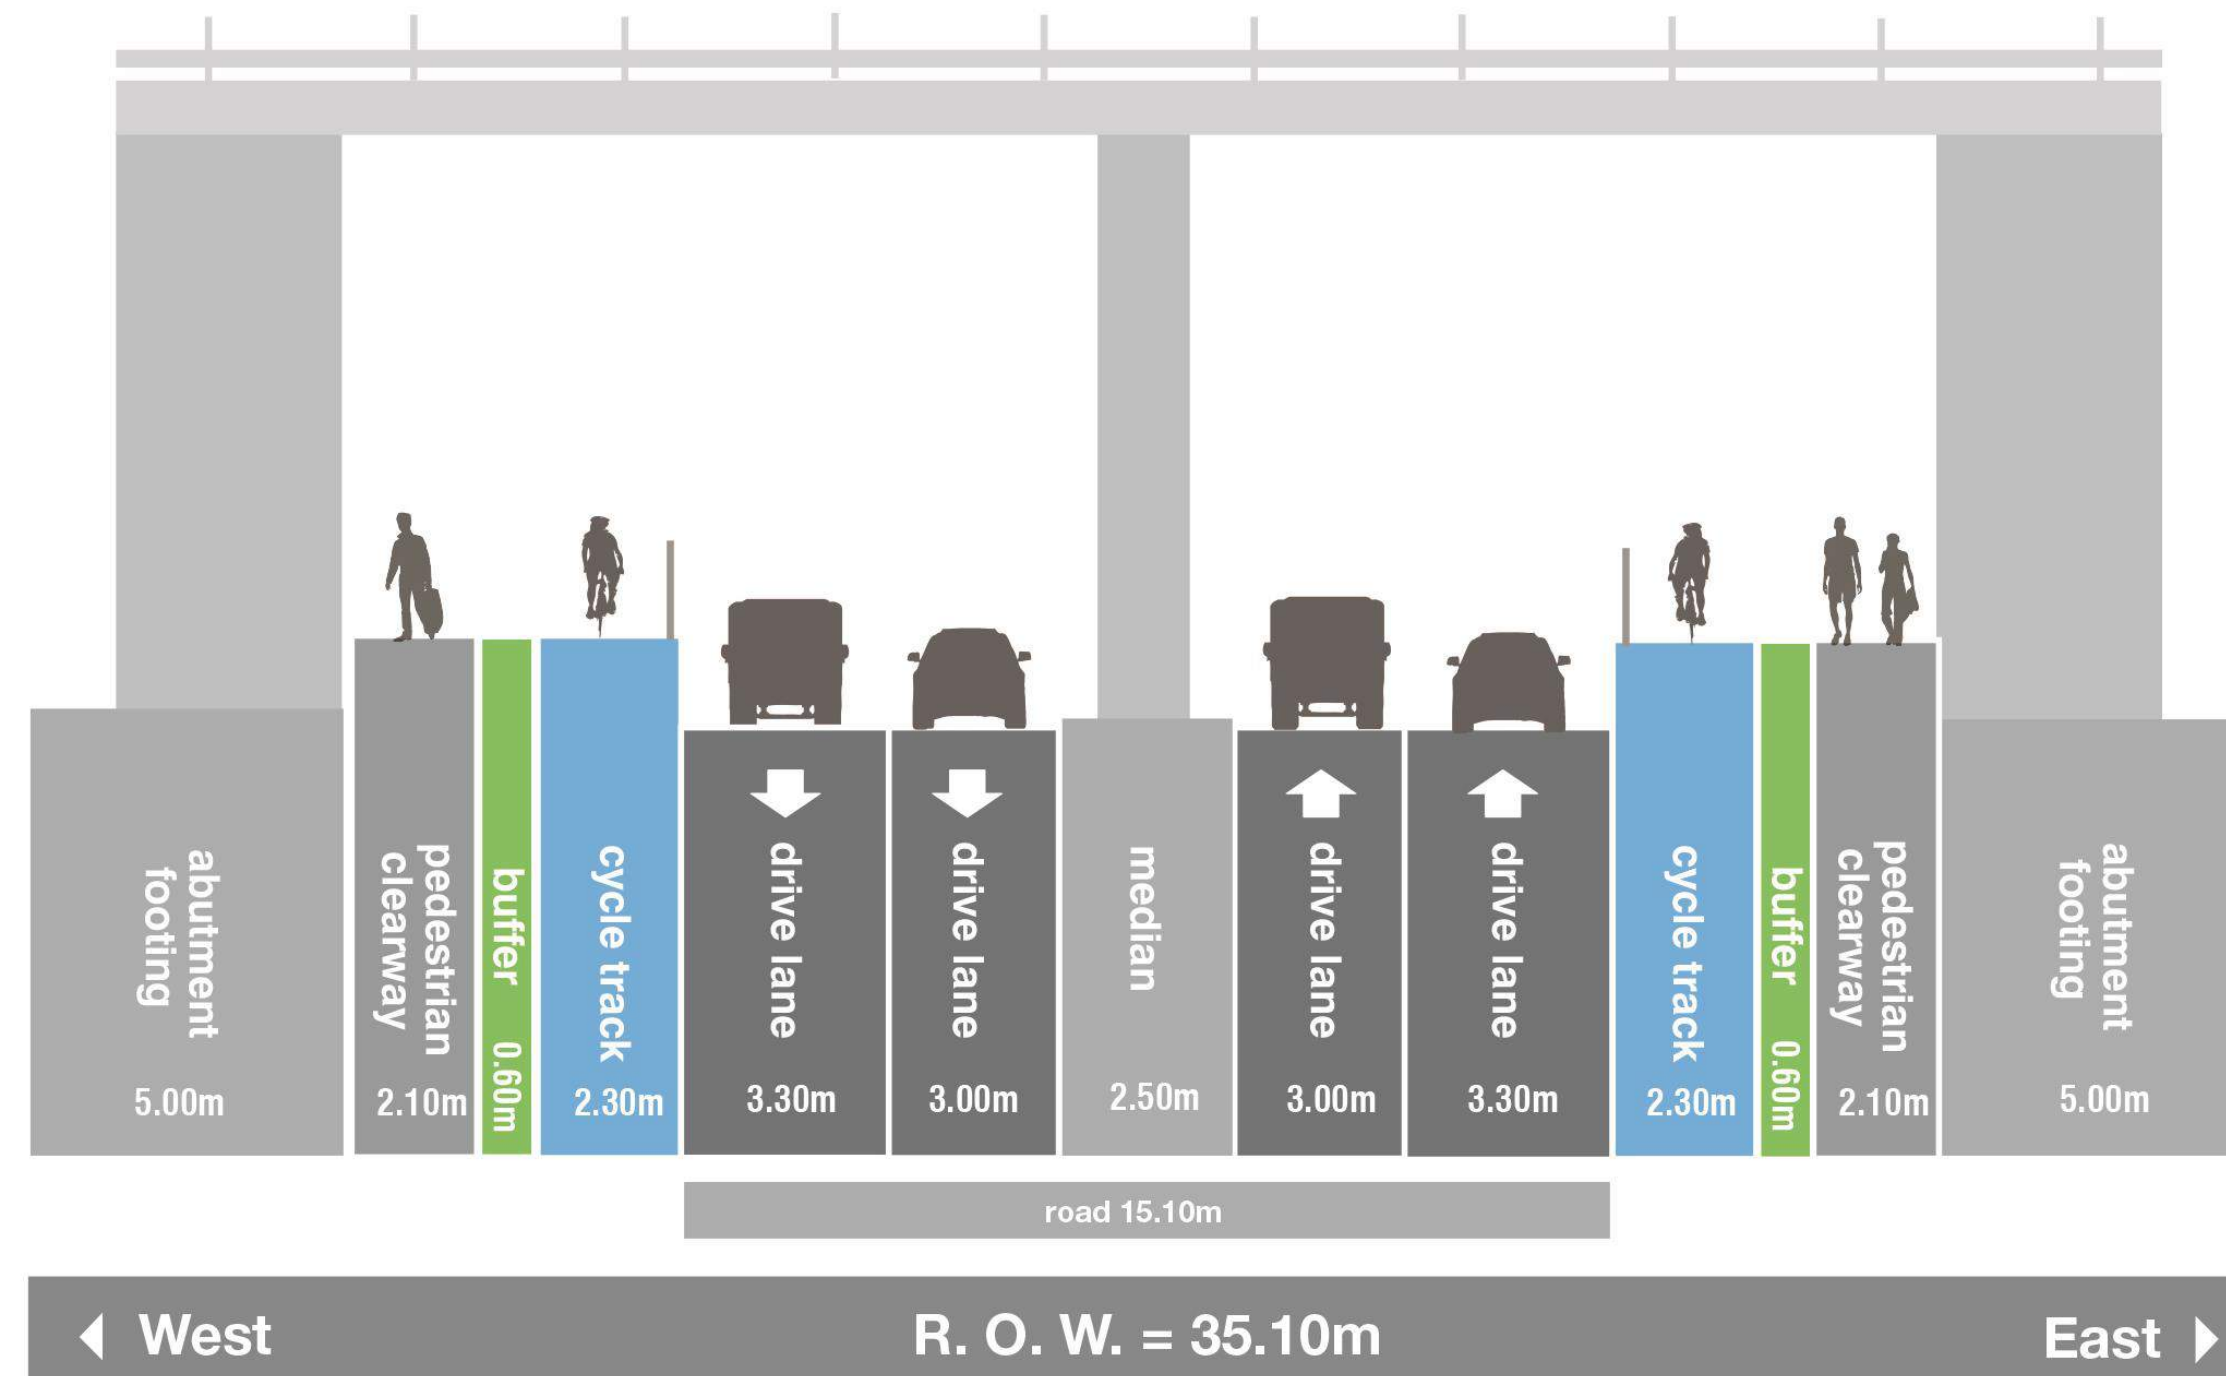 abutment
footing
5.00m
pedestrian
clearway
2.10m
buffer 0.60m
cycle track
2.30m
drive lane
3.30m
drive lane
3.00m
median
2.50m
drive lane
3.00m
drive lane
3.30m
cycle track
2.30m
buffer 0.60m
pedestrian
clearway
2.10m
abutment
footing
5.00m
road 15.10m
West
R. O. W. = 35.10m
East